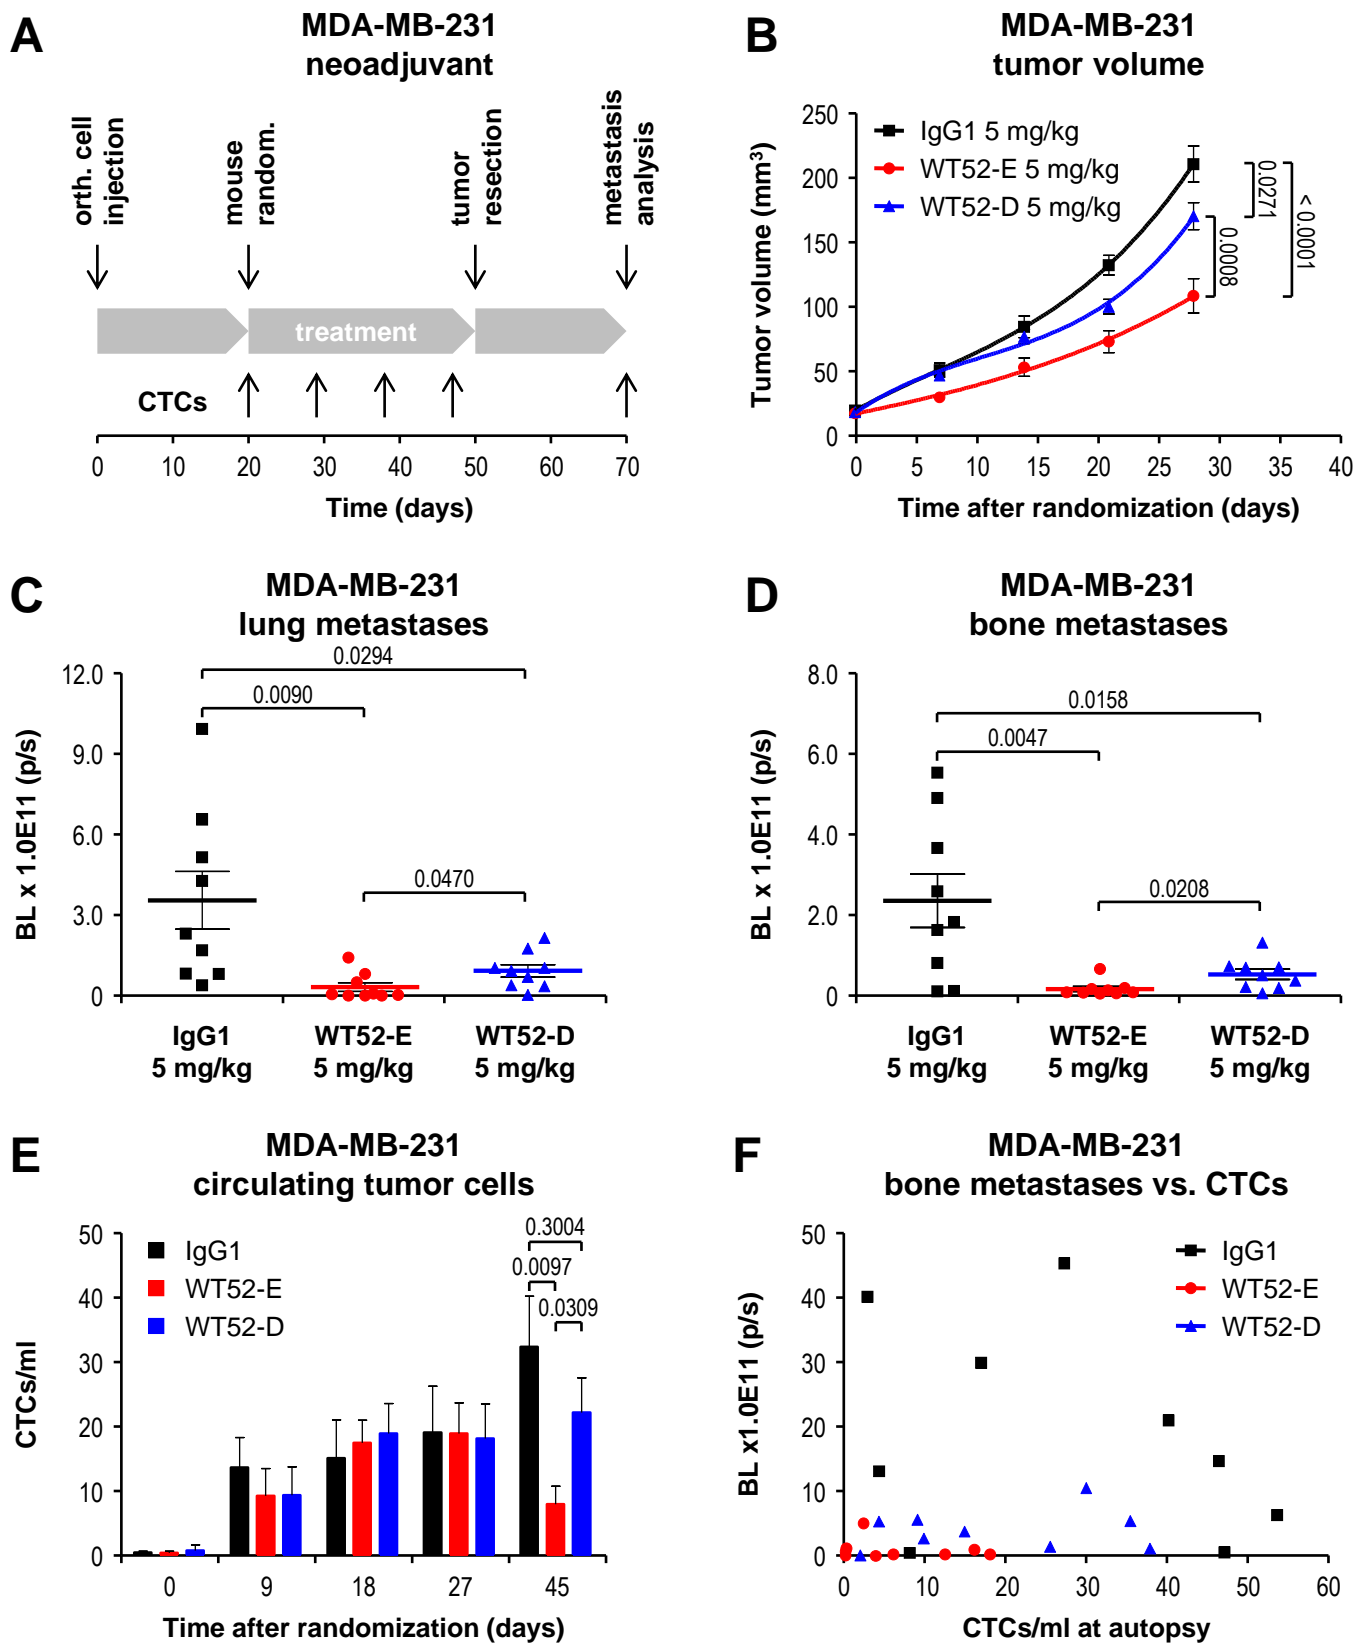 A
MDA-MB-231
neoadjuvant
orth. cell
injection
mouse
random.
tumor
resection
metastasis
analysis
treatment
CTCs
0 10 20 30 40 50 60 70
Time (days)
B
MDA-MB-231
tumor volume
Tumor volume (mm³)
250
200
150
100
50
0
IgG1 5 mg/kg
WT52-E 5 mg/kg
WT52-D 5 mg/kg
0.0008
0.0271
< 0.0001
0 5 10 15 20 25 30 35 40
Time after randomization (days)
C
MDA-MB-231
lung metastases
BL x 1.0E11 (p/s)
12.0
9.0
6.0
3.0
0
0.0294
0.0090
0.0470
IgG1
5 mg/kg
WT52-E
5 mg/kg
WT52-D
5 mg/kg
D
MDA-MB-231
bone metastases
BL x 1.0E11 (p/s)
8.0
6.0
4.0
2.0
0
0.0158
0.0047
0.0208
IgG1
5 mg/kg
WT52-E
5 mg/kg
WT52-D
5 mg/kg
E
MDA-MB-231
circulating tumor cells
CTCs/ml
50
40
30
20
10
0
IgG1
WT52-E
WT52-D
0.3004
0.0097
0.0309
0 9 18 27 45
Time after randomization (days)
F
MDA-MB-231
bone metastases vs. CTCs
BL x1.0E11 (p/s)
50
40
30
20
10
0
IgG1
WT52-E
WT52-D
0 10 20 30 40 50 60
CTCs/ml at autopsy